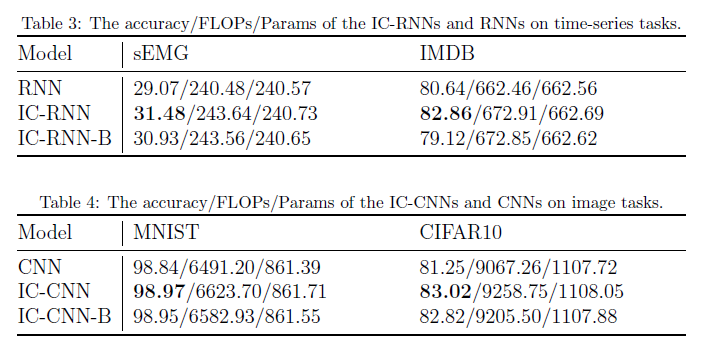 Table 3: The accuracy/FLOPs/Params of the IC-RNNs and RNNs on time-series tasks.
Model sEMG IMDB
RNN 29.07/240.48/240.57 80.64/662.46/662.56
IC-RNN 31.48/243.64/240.73 82.86/672.91/662.69
IC-RNN-B 30.93/243.56/240.65 79.12/672.85/662.62
Table 4: The accuracy/FLOPs/Params of the IC-CNNs and CNNs on image tasks.
Model MNIST CIFAR10
CNN 98.84/6491.20/861.39 81.25/9067.26/1107.72
IC-CNN 98.97/6623.70/861.71 83.02/9258.75/1108.05
IC-CNN-B 98.95/6582.93/861.55 82.82/9205.50/1107.88